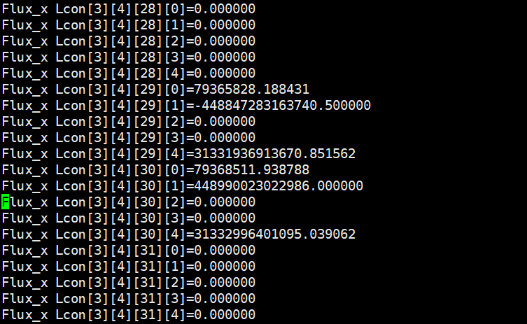 Flux_x Lcon[3][4][28][0]=0.000000
Flux_x Lcon[3][4][28][1]=0.000000
Flux_x Lcon[3][4][28][2]=0.000000
Flux_x Lcon[3][4][28][3]=0.000000
Flux_x Lcon[3][4][28][4]=0.000000
Flux_x Lcon[3][4][29][0]=79365828.188431
Flux_x Lcon[3][4][29][1]=-448847283163740.500000
Flux_x Lcon[3][4][29][2]=0.000000
Flux_x Lcon[3][4][29][3]=0.000000
Flux_x Lcon[3][4][29][4]=31331936913670.851562
Flux_x Lcon[3][4][30][0]=79368511.938788
Flux_x Lcon[3][4][30][1]=448990023022986.000000
Flux_x Lcon[3][4][30][2]=0.000000
Flux_x Lcon[3][4][30][3]=0.000000
Flux_x Lcon[3][4][30][4]=31332996401095.039062
Flux_x Lcon[3][4][31][0]=0.000000
Flux_x Lcon[3][4][31][1]=0.000000
Flux_x Lcon[3][4][31][2]=0.000000
Flux_x Lcon[3][4][31][3]=0.000000
Flux_x Lcon[3][4][31][4]=0.000000